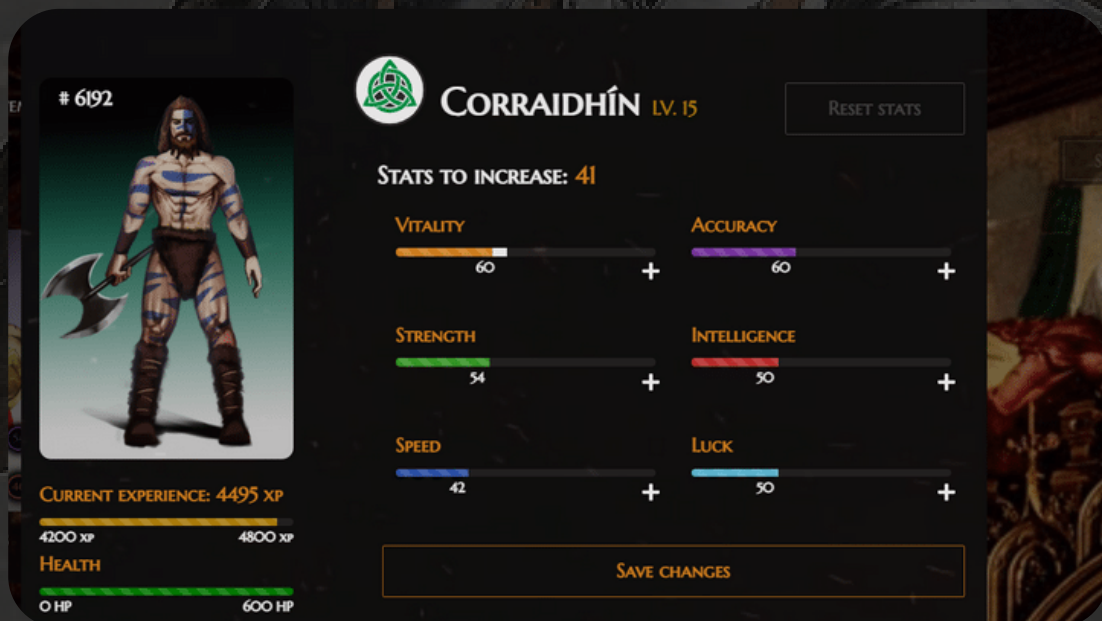 # 6192
Corraidhín LV. 15
Reset stats
Stats to increase: 41
Vitality
60
+
Accuracy
60
+
Strength
54
+
Intelligence
50
+
Speed
42
+
Luck
50
+
Current experience: 4495 xp
4200 xp 4800 xp
Health
0 HP 600 HP
Save changes